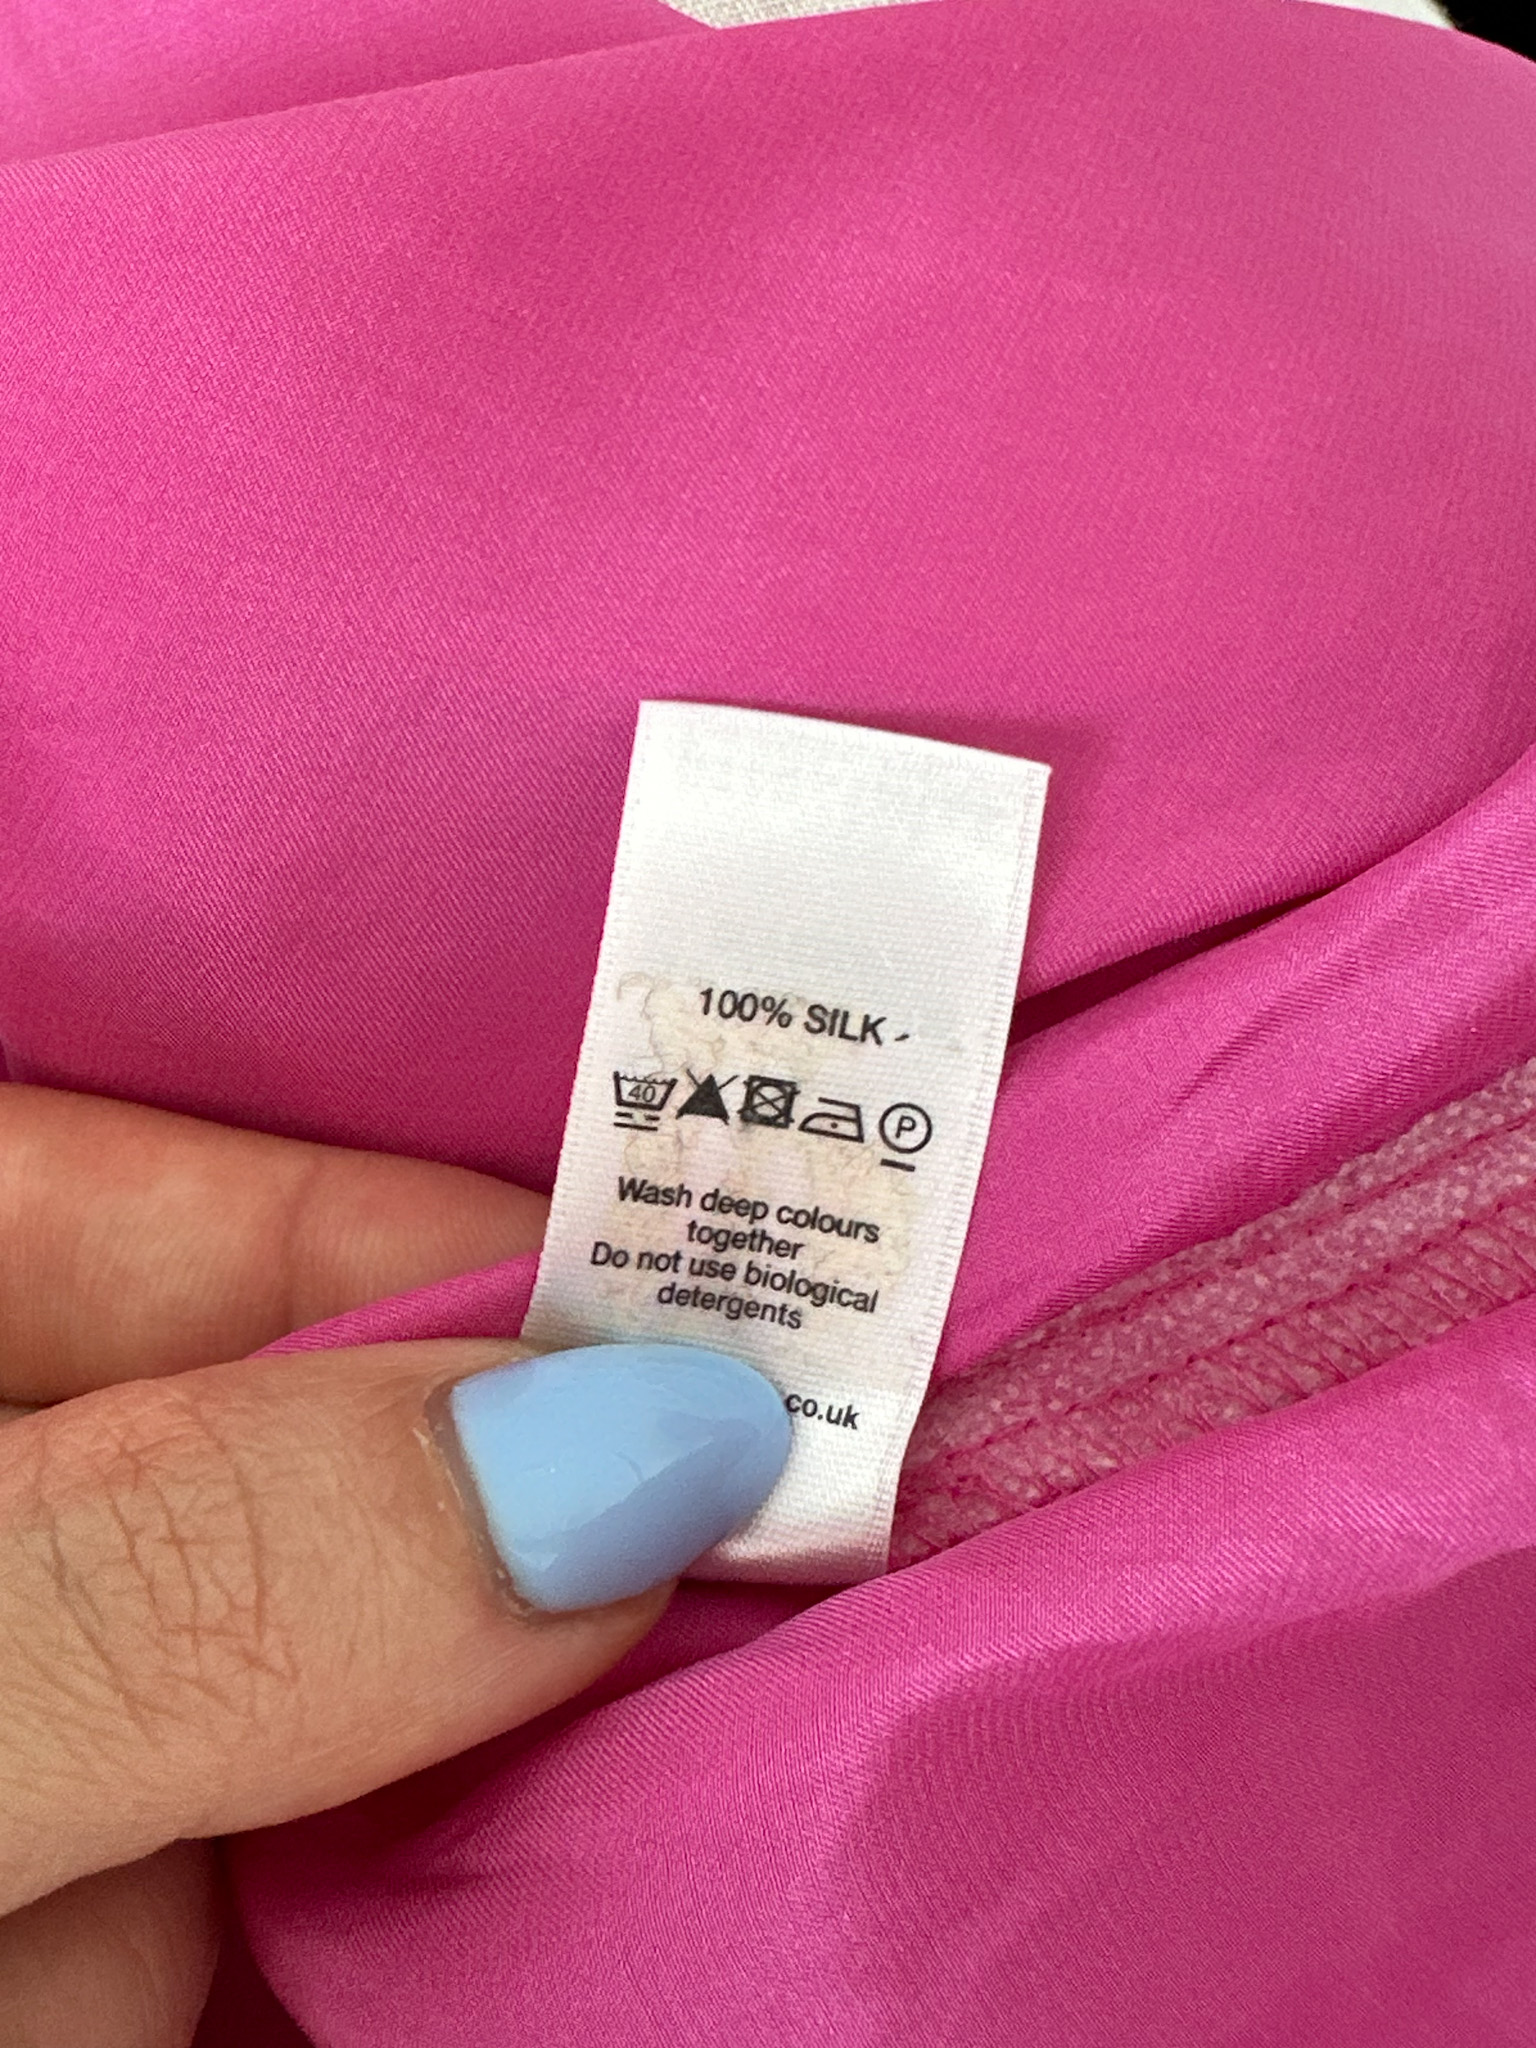 100% SILK -
40 P
Wash deep colours
together
Do not use biological
detergents
.co.uk